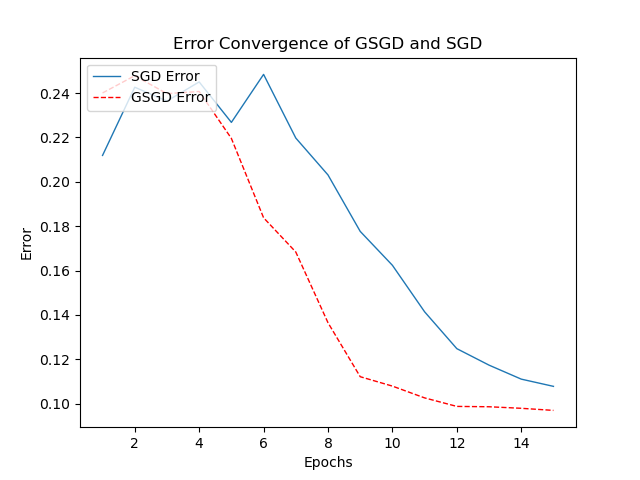 Error Convergence of GSGD and SGD
SGD Error
GSGD Error
Error
0.24
0.22
0.20
0.18
0.16
0.14
0.12
0.10
2 4 6 8 10 12 14
Epochs